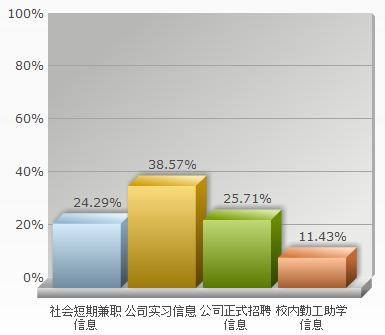 100%
80%
60%
40%
20%
0%
24.29%
38.57%
25.71%
11.43%
社会短期兼职
信息
公司实习信息
公司正式招聘
信息
校内勤工助学
信息